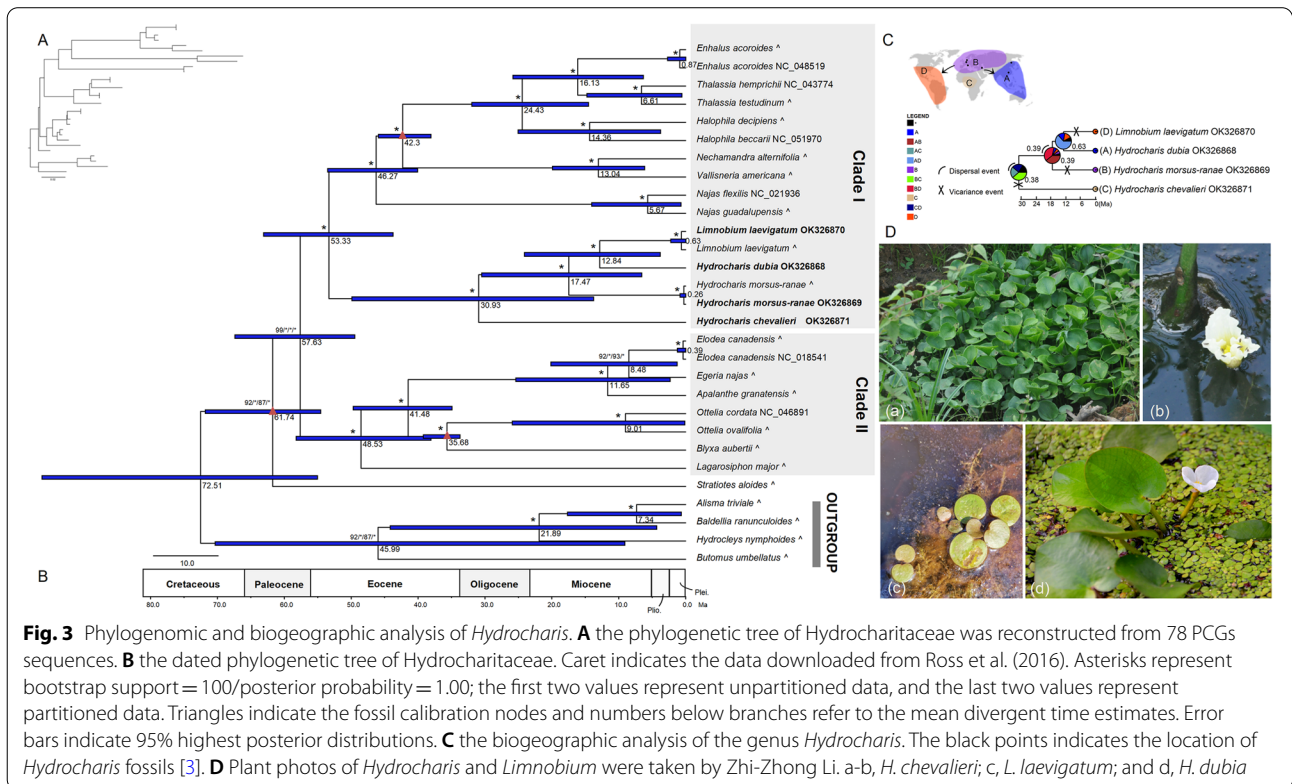 A
B
Enhalus acoroides ^
Enhalus acoroides NC_048519
Thalassia hemprichii NC_043774
Thalassia testudinum ^
Halophila decipiens ^
Halophila beccarii NC_051970
Nechamandra alternifolia ^
Vallisneria americana ^
Najas flexilis NC_021936
Najas guadalupensis ^
Limnobium laevigatum OK326870
Limnobium laevigatum ^
Hydrocharis dubia OK326868
Hydrocharis morsus-ranae ^
Hydrocharis morsus-ranae OK326869
Hydrocharis chevalieri OK326871
Elodea canadensis ^
Elodea canadensis NC_018541
Egeria najas ^
Apalanthe granatensis ^
Ottelia cordata NC_046891
Ottelia ovalifolia ^
Blyxa aubertii ^
Lagarosiphon major ^
Stratiotes aloides ^
Alisma triviale ^
Baldellia ranunculoides ^
Hydrocleys nymphoides ^
Butomus umbellatus ^
Clade I
Clade II
OUTGROUP
* 0.87
* 16.13
* 6.61
* 24.43
* 14.36
* 42.3
* 13.04
* 46.27
* 5.67
53.33
* 0.63
* 12.84
* 17.47
* 0.26
* 30.93
99/*/*/*
57.63
* 0.39
92/*/93/*
8.48
* 11.65
41.48
* 9.01
* 35.68
48.53
92/*/87/*
61.74
72.51
* 7.34
* 21.89
92/*/87/*
45.99
10.0
Cretaceous Paleocene Eocene Oligocene Miocene Plio. Plei.
80.0 70.0 60.0 50.0 40.0 30.0 20.0 10.0 0.0 Ma
C
D B A
C
LEGEND
*
A
AB
AC
AD
B
BC
BD
C
CD
D
Dispersal event
Vicariance event
(D) Limnobium laevigatum OK326870
0.63
(A) Hydrocharis dubia OK326868
0.39
0.39
(B) Hydrocharis morsus-ranae OK326869
0.38
(C) Hydrocharis chevalieri OK326871
30 24 18 12 6 0(Ma)
D
(a)
(b)
(c)
(d)
Fig. 3 Phylogenomic and biogeographic analysis of Hydrocharis. A the phylogenetic tree of Hydrocharitaceae was reconstructed from 78 PCGs
sequences. B the dated phylogenetic tree of Hydrocharitaceae. Caret indicates the data downloaded from Ross et al. (2016). Asterisks represent
bootstrap support = 100/posterior probability = 1.00; the first two values represent unpartitioned data, and the last two values represent
partitioned data. Triangles indicate the fossil calibration nodes and numbers below branches refer to the mean divergent time estimates. Error
bars indicate 95% highest posterior distributions. C the biogeographic analysis of the genus Hydrocharis. The black points indicates the location of
Hydrocharis fossils [3]. D Plant photos of Hydrocharis and Limnobium were taken by Zhi-Zhong Li. a-b, H. chevalieri; c, L. laevigatum; and d, H. dubia